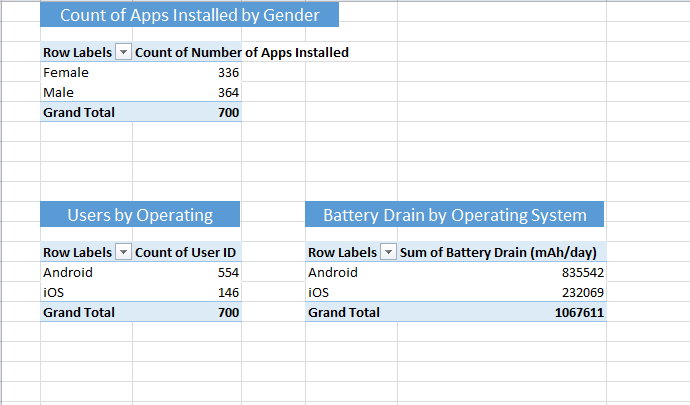 Count of Apps Installed by Gender
Row Labels Count of Number of Apps Installed
Female 336
Male 364
Grand Total 700
Users by Operating
Row Labels Count of User ID
Android 554
iOS 146
Grand Total 700
Battery Drain by Operating System
Row Labels Sum of Battery Drain (mAh/day)
Android 835542
iOS 232069
Grand Total 1067611